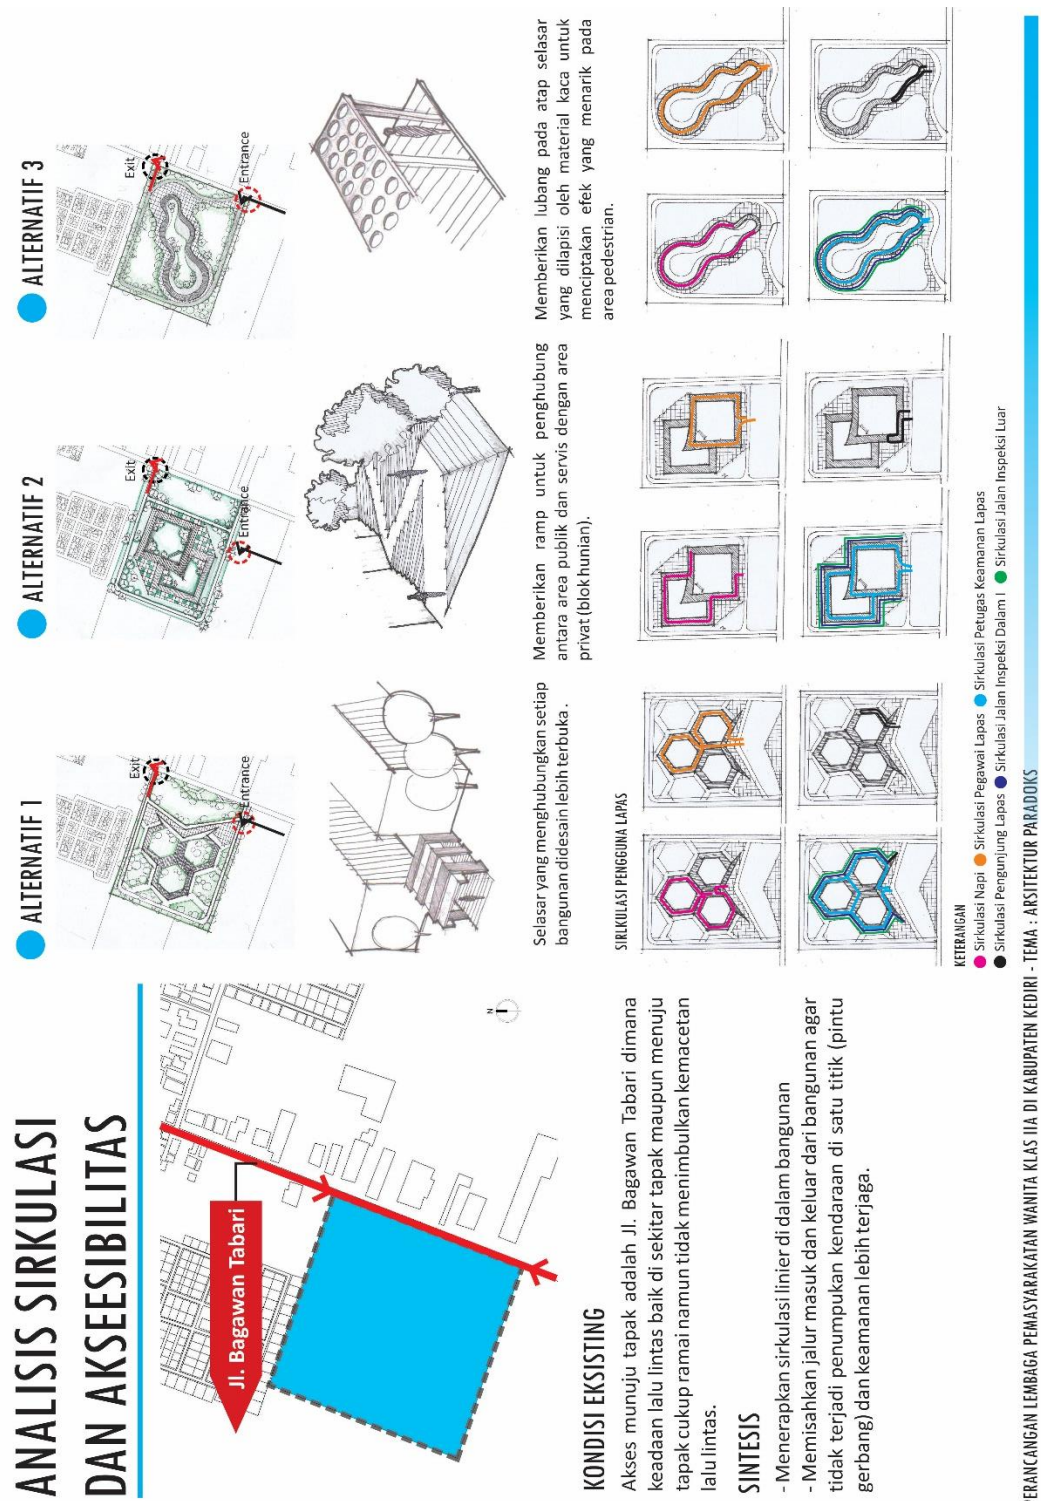 ANALISIS SIRKULASI
DAN AKSEESIBILITAS
Jl. Bagawan Tabari
N
KONDISI EKSISTING
Akses munuju tapak adalah Jl. Bagawan Tabari dimana
keadaan lalu lintas baik di sekitar tapak maupun menuju
tapak cukup ramai namun tidak menimbulkan kemacetan
lalu lintas.
SINTESIS
- Menerapkan sirkulasi linier di dalam bangunan
- Memisahkan jalur masuk dan keluar dari bangunan agar
tidak terjadi penumpukan kendaraan di satu titik (pintu
gerbang) dan keamanan lebih terjaga.
ALTERNATIF 1
Exit
Entrance
Selasar yang menghubungkan setiap
bangunan didesain lebih terbuka.
ALTERNATIF 2
Exit
Entrance
Memberikan ramp untuk penghubung
antara area publik dan servis dengan area
privat (blok hunian).
ALTERNATIF 3
Exit
Entrance
Memberikan lubang pada atap selasar
yang dilapisi oleh material kaca untuk
menciptakan efek yang menarik pada
area pedestrian.
SIRLKULASI PENGGUNA LAPAS
KETERANGAN
Sirkulasi Napi Sirkulasi Pegawai Lapas Sirkulasi Petugas Keamanan Lapas
Sirkulasi Pengunjung Lapas Sirkulasi Jalan Inspeksi Dalam I Sirkulasi Jalan Inspeksi Luar
PERANCANGAN LEMBAGA PEMASYARAKATAN WANITA KLAS IIA DI KABUPATEN KEDIRI - TEMA : ARSITEKTUR PARADOKS